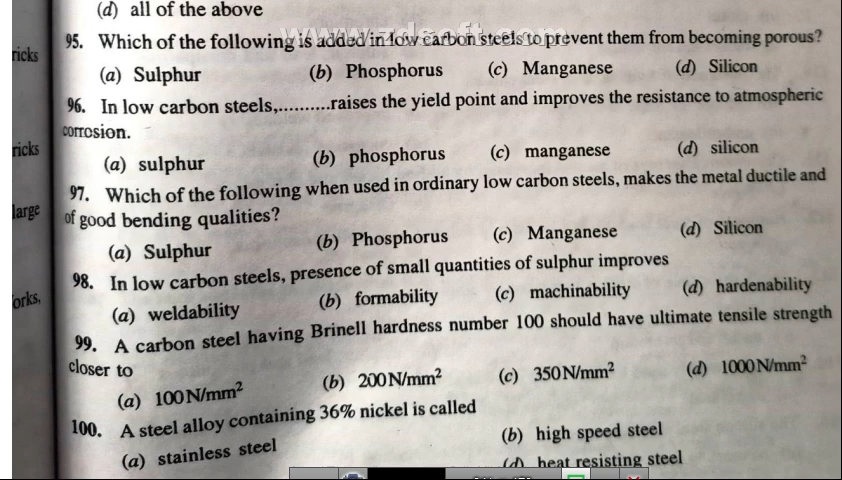 (d) all of the above
ricks
95. Which of the following is added in low carbon steels to prevent them from becoming porous?
(a) Sulphur (b) Phosphorus (c) Manganese (d) Silicon
96. In low carbon steels,..........raises the yield point and improves the resistance to atmospheric
corrosion.
ricks
(a) sulphur (b) phosphorus (c) manganese (d) silicon
97. Which of the following when used in ordinary low carbon steels, makes the metal ductile and
large
of good bending qualities?
(a) Sulphur (b) Phosphorus (c) Manganese (d) Silicon
98. In low carbon steels, presence of small quantities of sulphur improves
orks,
(a) weldability (b) formability (c) machinability (d) hardenability
99. A carbon steel having Brinell hardness number 100 should have ultimate tensile strength
closer to
(a) 100 N/mm² (b) 200 N/mm² (c) 350 N/mm² (d) 1000 N/mm²
100. A steel alloy containing 36% nickel is called
(a) stainless steel (b) high speed steel
(d) heat resisting steel